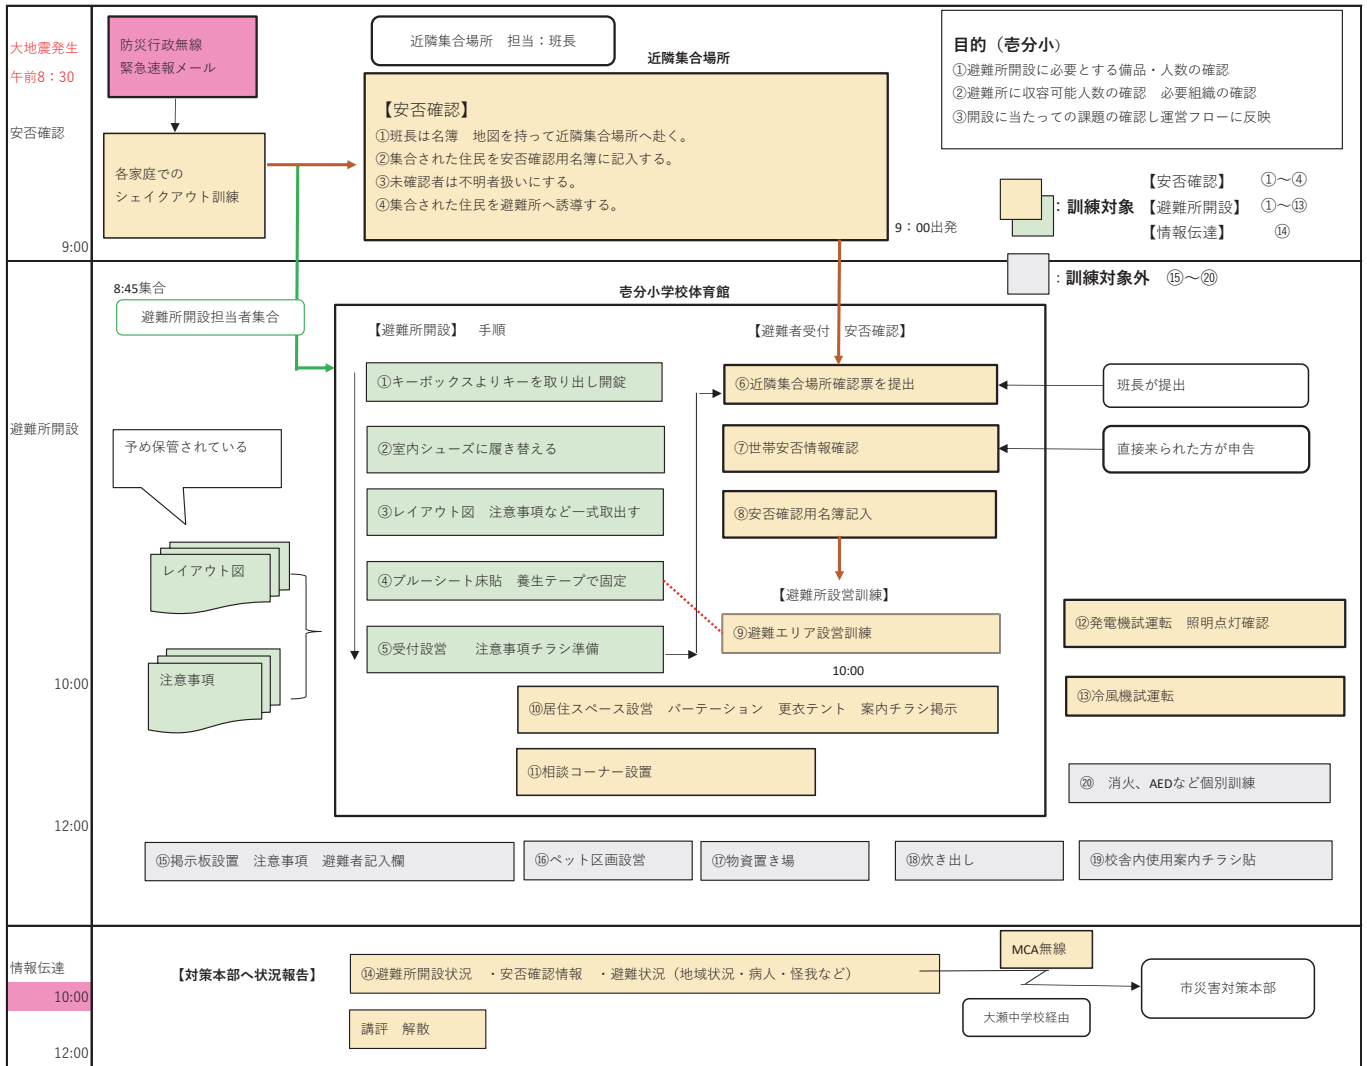 大地震発生
午前8：30
安否確認
9:00
防災行政無線
緊急速報メール
各家庭での
シェイクアウト訓練
近隣集合場所　担当：班長
近隣集合場所
【安否確認】
①班長は名簿　地図を持って近隣集合場所へ赴く。
②集合された住民を安否確認用名簿に記入する。
③未確認者は不明者扱いにする。
④集合された住民を避難所へ誘導する。
9：00出発
目的（壱分小）
①避難所開設に必要とする備品・人数の確認
②避難所に収容可能人数の確認　必要組織の確認
③開設に当たっての課題の確認し運営フローに反映
：訓練対象
【安否確認】　①～④
【避難所開設】　①～⑬
【情報伝達】　⑭
：訓練対象外　⑮～⑳
避難所開設
10:00
12:00
8:45集合
避難所開設担当者集合
予め保管されている
レイアウト図
注意事項
壱分小学校体育館
【避難所開設】　手順
①キーボックスよりキーを取り出し開錠
②室内シューズに履き替える
③レイアウト図　注意事項など一式取出す
④ブルーシート床貼　養生テープで固定
⑤受付設営　　注意事項チラシ準備
【避難者受付　安否確認】
⑥近隣集合場所確認票を提出
⑦世帯安否情報確認
⑧安否確認用名簿記入
【避難所設営訓練】
⑨避難エリア設営訓練
10:00
⑩居住スペース設営　パーテーション　更衣テント　案内チラシ掲示
⑪相談コーナー設置
班長が提出
直接来られた方が申告
⑫発電機試運転　照明点灯確認
⑬冷風機試運転
⑳　消火、AEDなど個別訓練
⑮掲示板設置　注意事項　避難者記入欄
⑯ペット区画設営
⑰物資置き場
⑱炊き出し
⑲校舎内使用案内チラシ貼
情報伝達
10:00
12:00
【対策本部へ状況報告】
⑭避難所開設状況　・安否確認情報　・避難状況（地域状況・病人・怪我など）
講評　解散
MCA無線
大瀬中学校経由
市災害対策本部